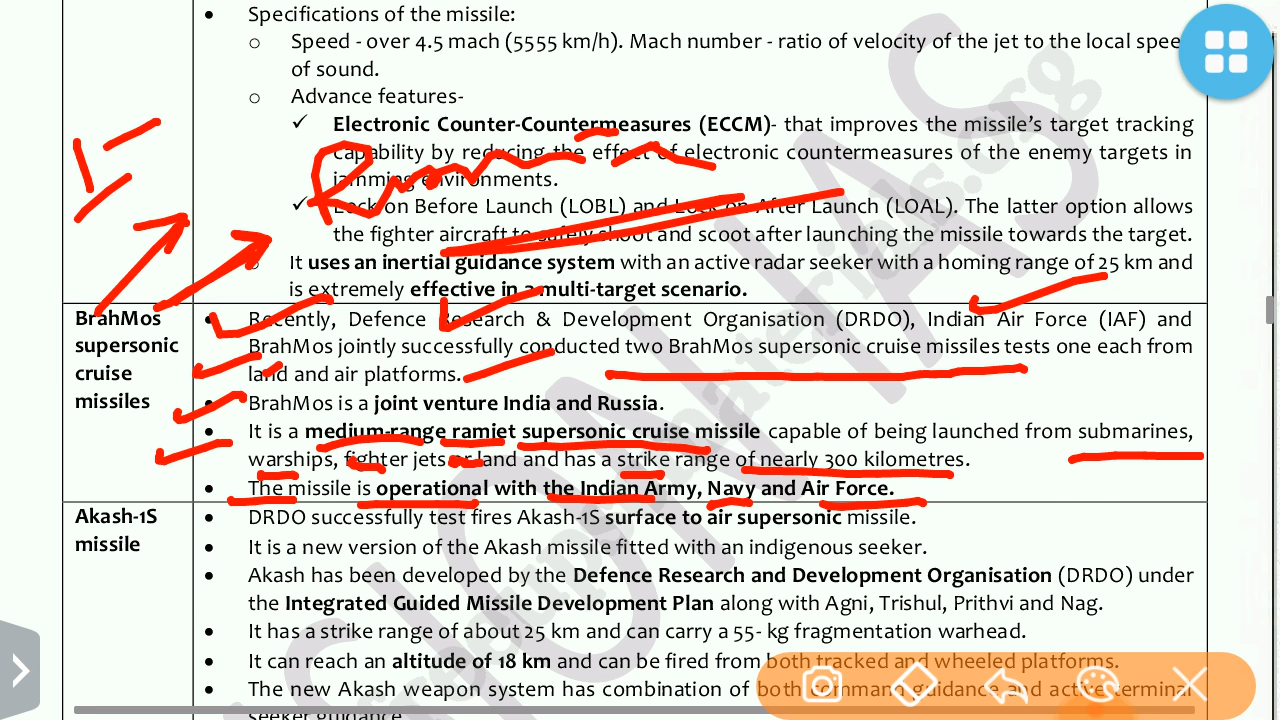 • Specifications of the missile:
o Speed - over 4.5 mach (5555 km/h). Mach number - ratio of velocity of the jet to the local speed
of sound.
o Advance features-
✓ Electronic Counter-Countermeasures (ECCM)- that improves the missile's target tracking
capability by reducing the effect of electronic countermeasures of the enemy targets in
jamming environments.
✓ Lock on Before Launch (LOBL) and Lock on After Launch (LOAL). The latter option allows
the fighter aircraft to safely shoot and scoot after launching the missile towards the target.
o It uses an inertial guidance system with an active radar seeker with a homing range of 25 km and
is extremely effective in a multi-target scenario.
BrahMos
supersonic
cruise
missiles
• Recently, Defence Research & Development Organisation (DRDO), Indian Air Force (IAF) and
BrahMos jointly successfully conducted two BrahMos supersonic cruise missiles tests one each from
land and air platforms.
• BrahMos is a joint venture India and Russia.
• It is a medium-range ramjet supersonic cruise missile capable of being launched from submarines,
warships, fighter jets or land and has a strike range of nearly 300 kilometres.
• The missile is operational with the Indian Army, Navy and Air Force.
Akash-1S
missile
• DRDO successfully test fires Akash-1S surface to air supersonic missile.
• It is a new version of the Akash missile fitted with an indigenous seeker.
• Akash has been developed by the Defence Research and Development Organisation (DRDO) under
the Integrated Guided Missile Development Plan along with Agni, Trishul, Prithvi and Nag.
• It has a strike range of about 25 km and can carry a 55- kg fragmentation warhead.
• It can reach an altitude of 18 km and can be fired from both tracked and wheeled platforms.
• The new Akash weapon system has combination of both command guidance and active terminal
seeker guidance.